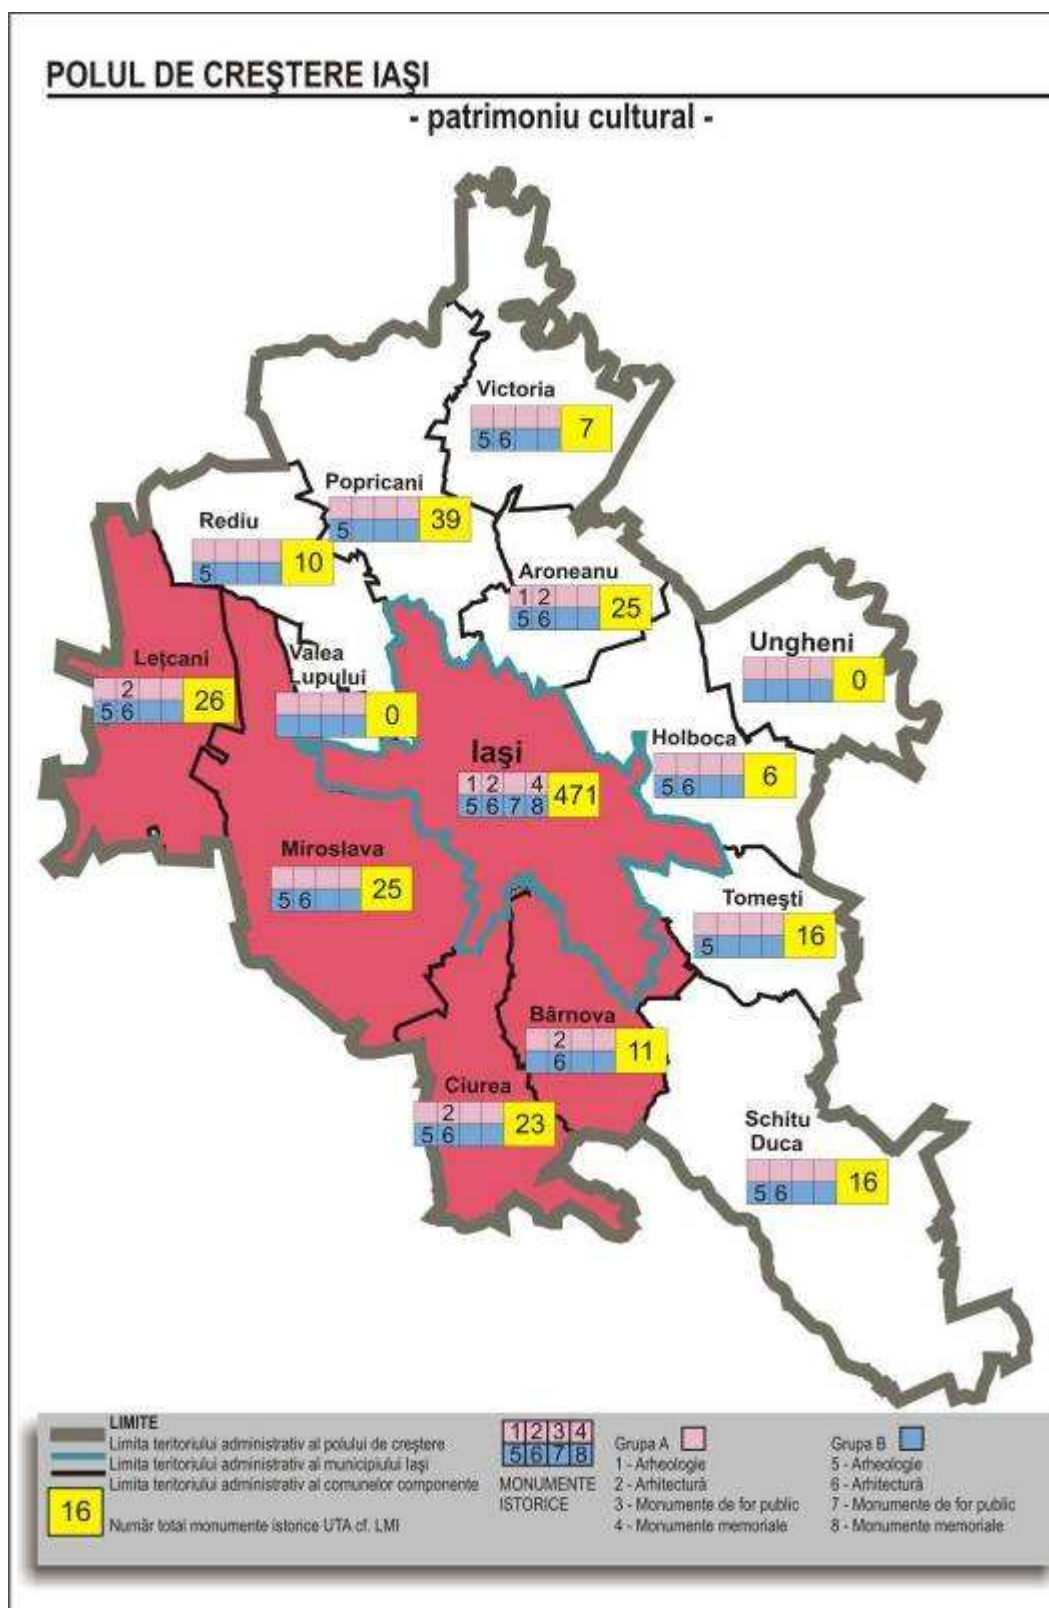 POLUL DE CREŞTERE IAŞI
- patrimoniu cultural -
Victoria
5 6
7
Popricani
5
39
Rediu
5
10
Aroneanu
1 2
5 6
25
Ungheni
0
Valea
Lupului
0
Leţcani
2
5 6
26
Iaşi
1 2 4
5 6 7 8
471
Holboca
5 6
6
Miroslava
5 6
25
Tomeşti
5
16
Bârnova
2
6
11
Ciurea
2
5 6
23
Schitu
Duca
5 6
16
LIMITE
Limita teritoriului administrativ al polului de creştere
Limita teritoriului administrativ al municipiului Iaşi
Limita teritoriului administrativ al comunelor componente
16
Număr total monumente istorice UTA cf. LMI
1 2 3 4
5 6 7 8
MONUMENTE
ISTORICE
Grupa A
1 - Arheologie
2 - Arhitectură
3 - Monumente de for public
4 - Monumente memoriale
Grupa B
5 - Arheologie
6 - Arhitectură
7 - Monumente de for public
8 - Monumente memoriale